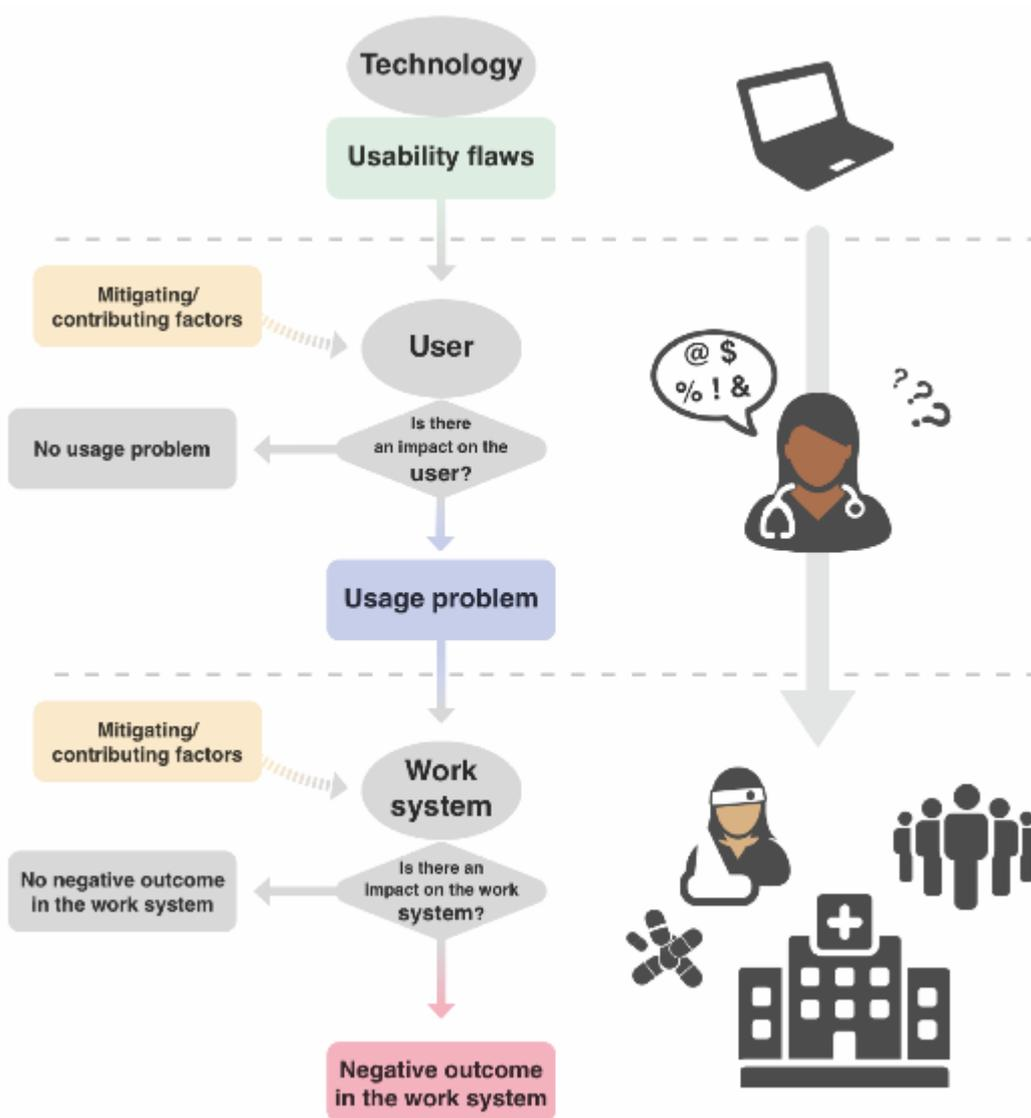 Technology
Usability flaws
Mitigating/
contributing factors
User
@ $
% ! &
? ? ?
Is there
an impact on the
user?
No usage problem
Usage problem
Mitigating/
contributing factors
Work
system
Is there an
impact on the work
system?
No negative outcome
in the work system
Negative outcome
in the work system